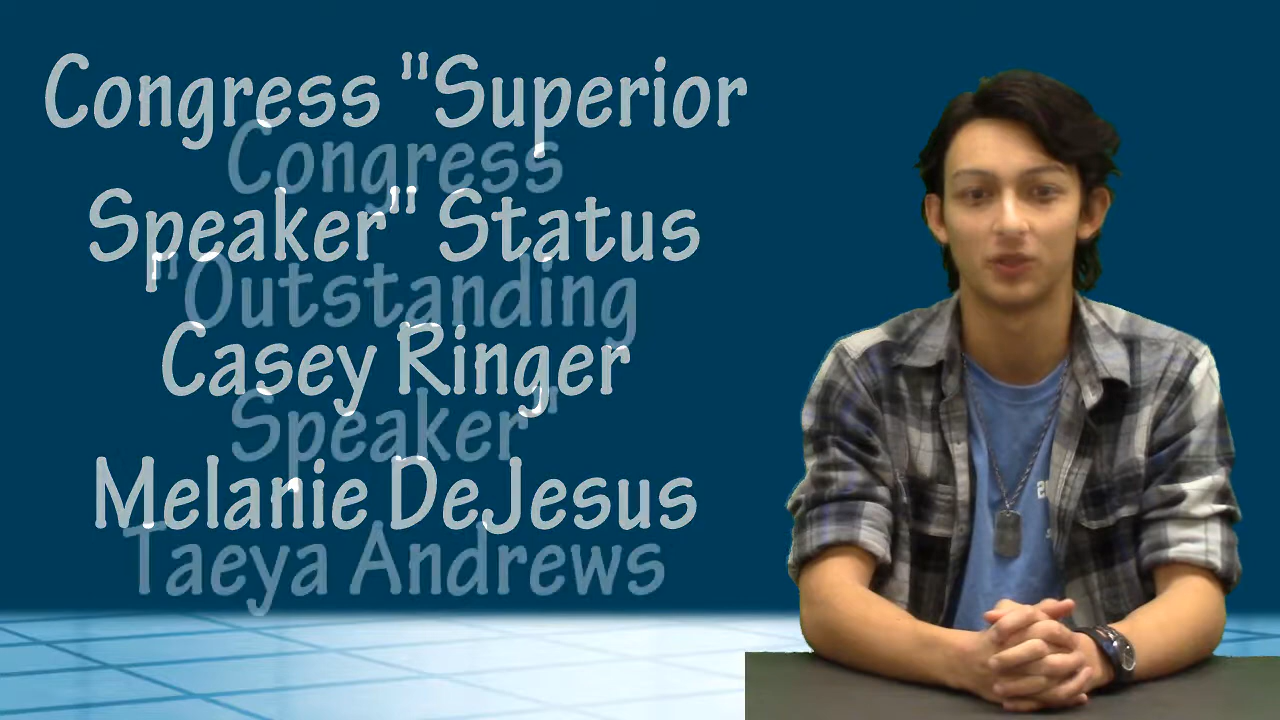 Congress "Superior
Speaker" Status
Casey Ringer
Melanie DeJesus
Congress
"Outstanding
Speaker"
Taeya Andrews